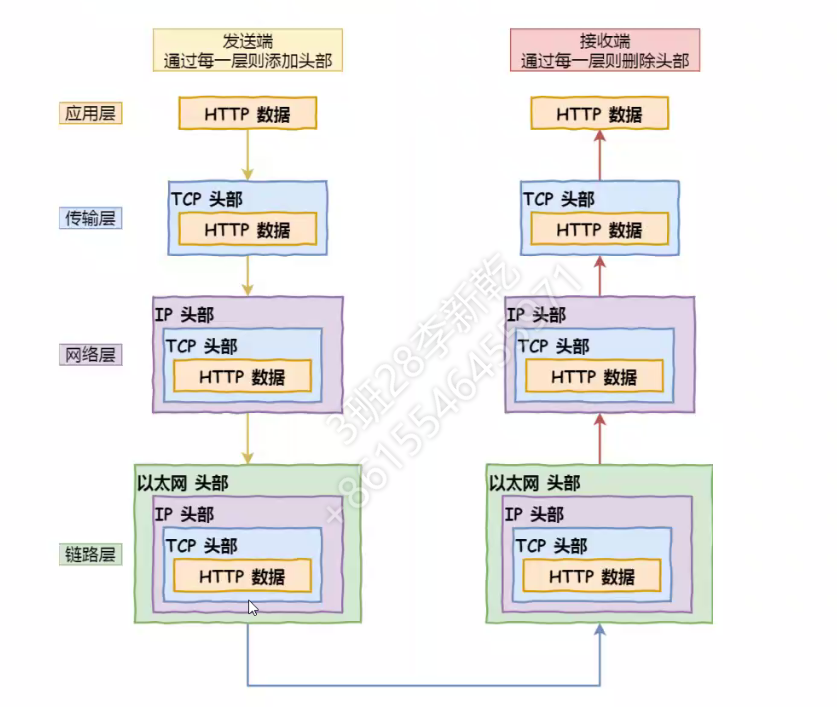 发送端
通过每一层则添加头部
接收端
通过每一层则删除头部
应用层
HTTP 数据
HTTP 数据
传输层
TCP 头部
HTTP 数据
TCP 头部
HTTP 数据
网络层
IP 头部
TCP 头部
HTTP 数据
IP 头部
TCP 头部
HTTP 数据
链路层
以太网 头部
IP 头部
TCP 头部
HTTP 数据
以太网 头部
IP 头部
TCP 头部
HTTP 数据
3班28李新乾
+8615546455971